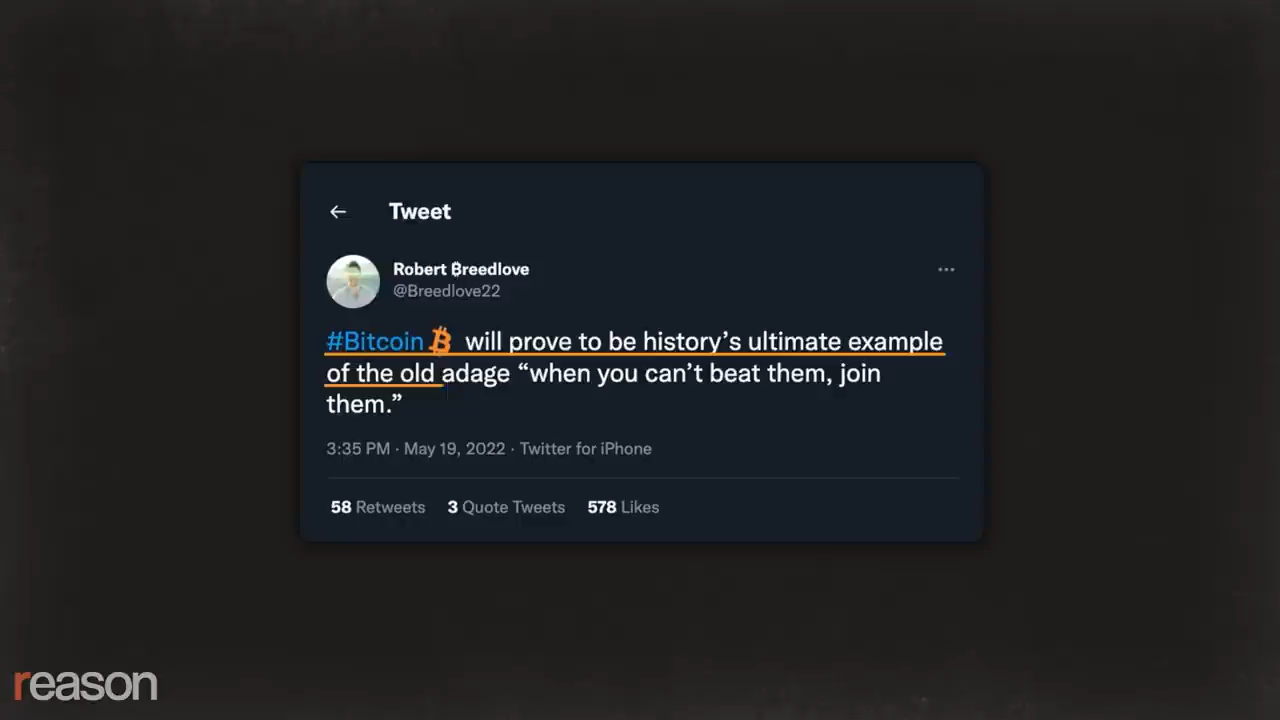 ← Tweet
Robert ₿reedlove
@Breedlove22
...
#Bitcoin will prove to be history’s ultimate example
of the old adage “when you can’t beat them, join
them.”
3:35 PM · May 19, 2022 · Twitter for iPhone
58 Retweets 3 Quote Tweets 578 Likes
reason